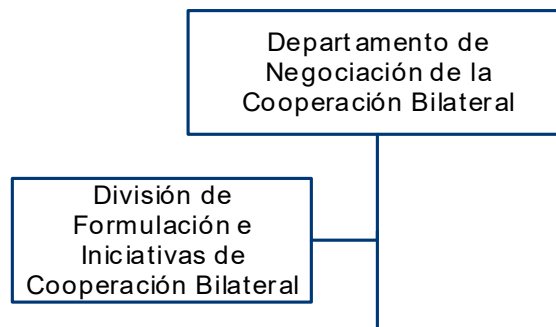 Departamento de
Negociación de la
Cooperación Bilateral
División de
Formulación e
Iniciativas de
Cooperación Bilateral